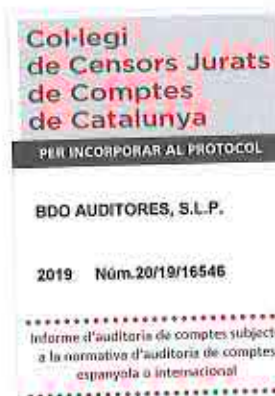 Col·legi
de Censors Jurats
de Comptes
de Catalunya
PER INCORPORAR AL PROTOCOL
BDO AUDITORES, S.L.P.
2019 Núm.20/19/16546
Informe d'auditoria de comptes subjecte
a la normativa d'auditoria de comptes
espanyola o internacional